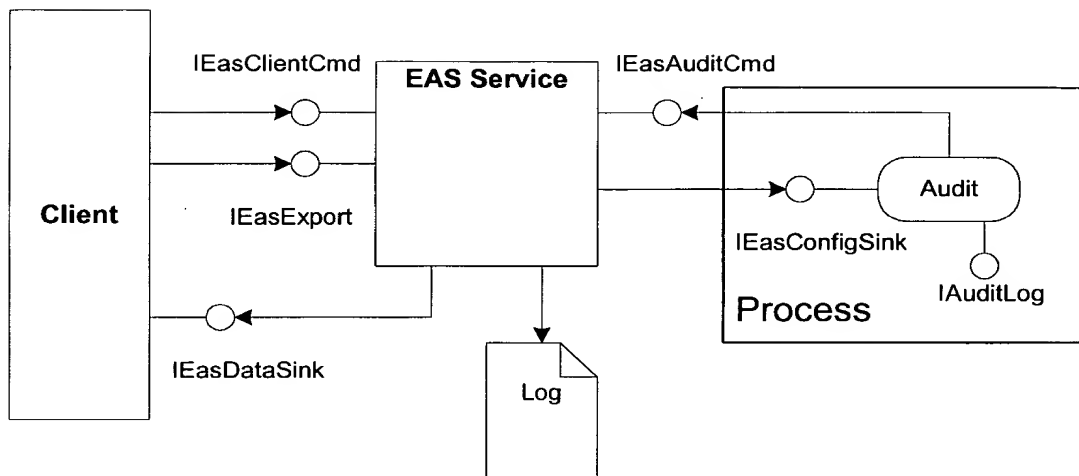 IEasClientCmd
EAS Service
IEasAuditCmd
Client
IEasExport
Audit
IEasConfigSink
IAuditLog
Process
IEasDataSink
Log